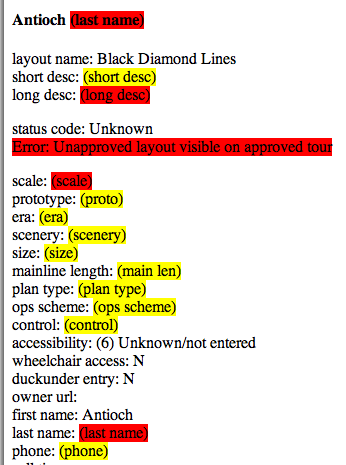 Antioch (last name)
layout name: Black Diamond Lines
short desc: (short desc)
long desc: (long desc)
status code: Unknown
Error: Unapproved layout visible on approved tour
scale: (scale)
prototype: (proto)
era: (era)
scenery: (scenery)
size: (size)
mainline length: (main len)
plan type: (plan type)
ops scheme: (ops scheme)
control: (control)
accessibility: (6) Unknown/not entered
wheelchair access: N
duckunder entry: N
owner url:
first name: Antioch
last name: (last name)
phone: (phone)